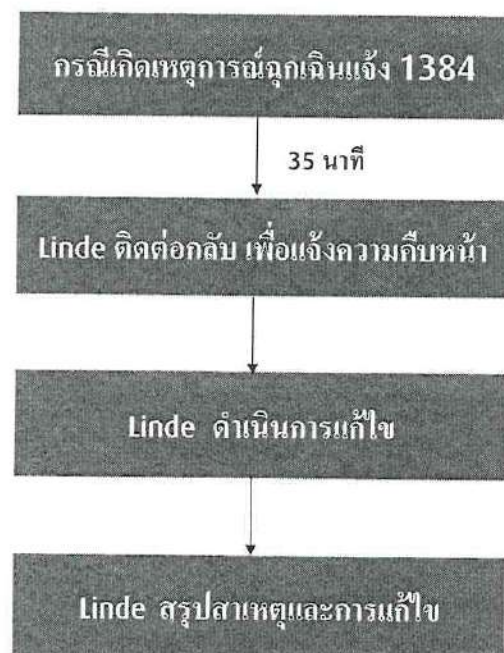 กรณีเกิดเหตุการณ์ฉุกเฉินแจ้ง 1384
35 นาที
Linde ติดต่อกลับ เพื่อแจ้งความคืบหน้า
Linde ดำเนินการแก้ไข
Linde สรุปสาเหตุและการแก้ไข